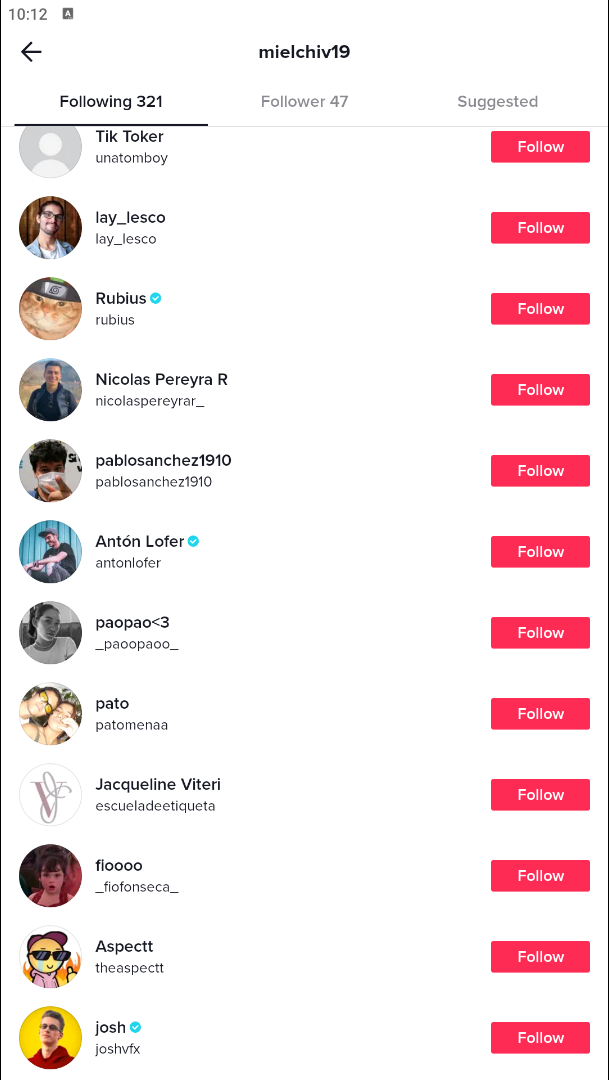 10:12 A
mielchiv19
Following 321 Follower 47 Suggested
Tik Toker
unatomboy
Follow
lay_lesco
lay_lesco
Follow
Rubius
rubius
Follow
Nicolas Pereyra R
nicolaspereyrar_
Follow
pablosanchez1910
pablosanchez1910
Follow
Antón Lofer
antonlofer
Follow
paopao<3
_paoopaoo_
Follow
pato
patomenaa
Follow
Jacqueline Viteri
escueladeetiqueta
Follow
fioooo
_fiofonseca_
Follow
Aspectt
theaspectt
Follow
josh
joshvfx
Follow